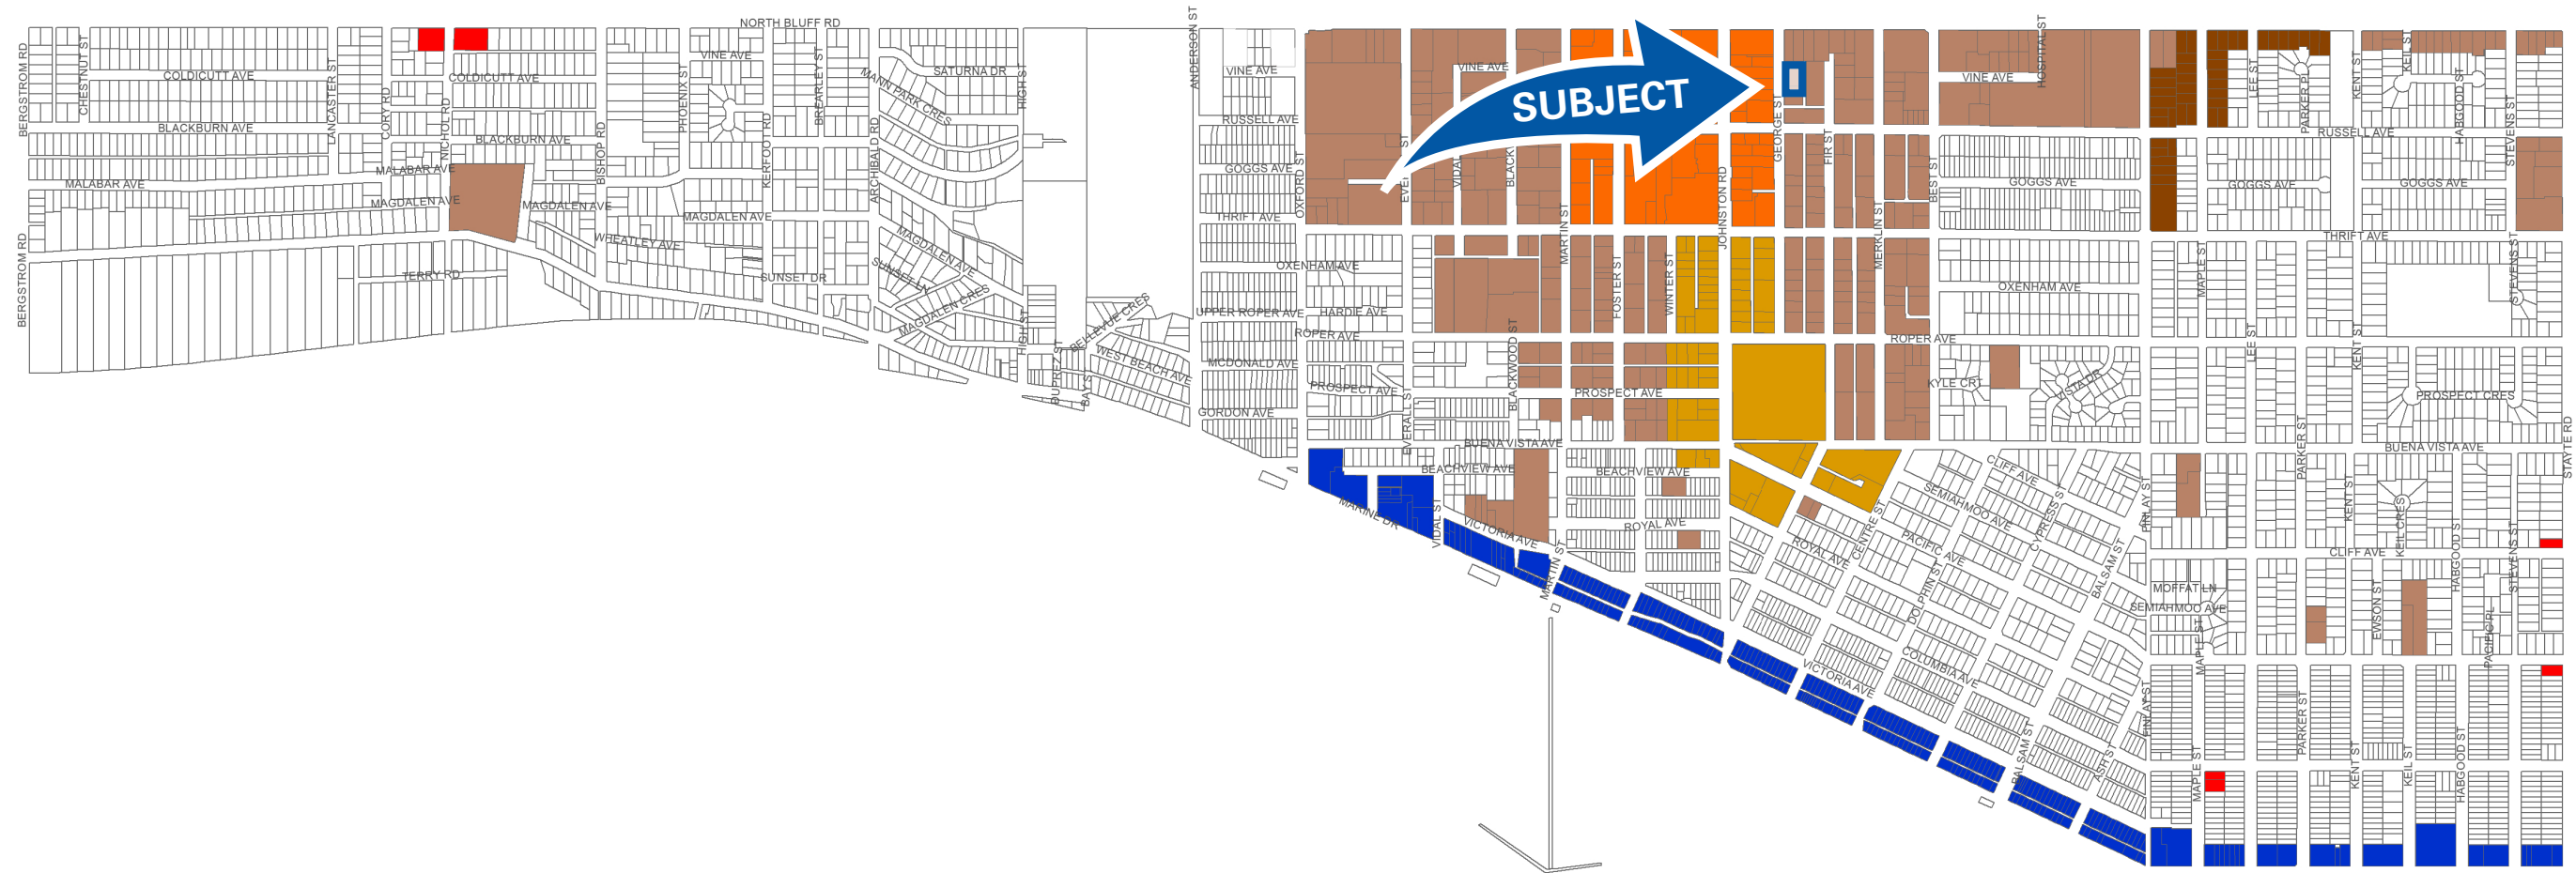 NORTH BLUFF RD
BERGSTROM RD
CHESTNUT ST
COLDICUTT AVE
LANCASTER ST
CORY RD
NICHOL RD
COLDICUTT AVE
BLACKBURN AVE
BLACKBURN AVE
BISHOP RD
PHOENIX ST
VINE AVE
KERFOOT RD
BREARLEY ST
ARCHIBALD RD
MANN PARK CRES
SATURNA DR
HIGH ST
ANDERSON ST
VINE AVE
RUSSELL AVE
GOGGS AVE
OXFORD ST
THRIFT AVE
VINE AVE
SUBJECT
MARTIN ST
JOHNSTON RD
GEORGE ST
FIR ST
MERKLIN ST
BEST ST
VINE AVE
HOSPITAL ST
GOGGS AVE
LEE ST
PARKER PL
KENT ST
KEIL ST
HABGOOD ST
STEVENS ST
RUSSELL AVE
GOGGS AVE
GOGGS AVE
THRIFT AVE
MALABAR AVE
MALABAR AVE
MAGDALEN AVE
MAGDALEN AVE
MAGDALEN AVE
WHEATLEY AVE
BERGSTROM RD
TERRY RD
SUNSET DR
SUNSET LN
MAGDALEN AVE
MAGDALEN CRES
HIGH ST
DUPREZ ST
BAY ST
BELLEVUE CRES
WEST BEACH AVE
OXENHAM AVE
UPPER ROPER AVE
HARDIE AVE
ROPER AVE
MCDONALD AVE
PROSPECT AVE
GORDON AVE
EVERALL ST
BLACKWOOD ST
FOSTER ST
WINTER ST
PROSPECT AVE
BUENA VISTA AVE
BEACHVIEW AVE
BEACHVIEW AVE
ROYAL AVE
MARINE DR
VIDAL ST
VICTORIA AVE
MARTIN ST
OXENHAM AVE
ROPER AVE
KYLE CRT
VISTA DR
MAPLE ST
LEE ST
KENT ST
STEVENS ST
PROSPECT CRES
BUENA VISTA AVE
STAYTE RD
PARKER ST
CLIFF AVE
SEMIAHMOO AVE
CYPRESS ST
FINLAY ST
KENT ST
KEIL CRES
HABGOOD ST
STEVENS ST
CLIFF AVE
CENTRE ST
PACIFIC AVE
ROYAL AVE
DOLPHIN ST
BALSAM ST
MOFFAT LN
SEMIAHMOO AVE
MAPLE ST
EWSON ST
PACIFIC PL
COLUMBIA AVE
VICTORIA AVE
FINLAY ST
PARKER ST
BALSAM ST
ASH ST
MAPLE ST
KENT ST
KEIL ST
HABGOOD ST